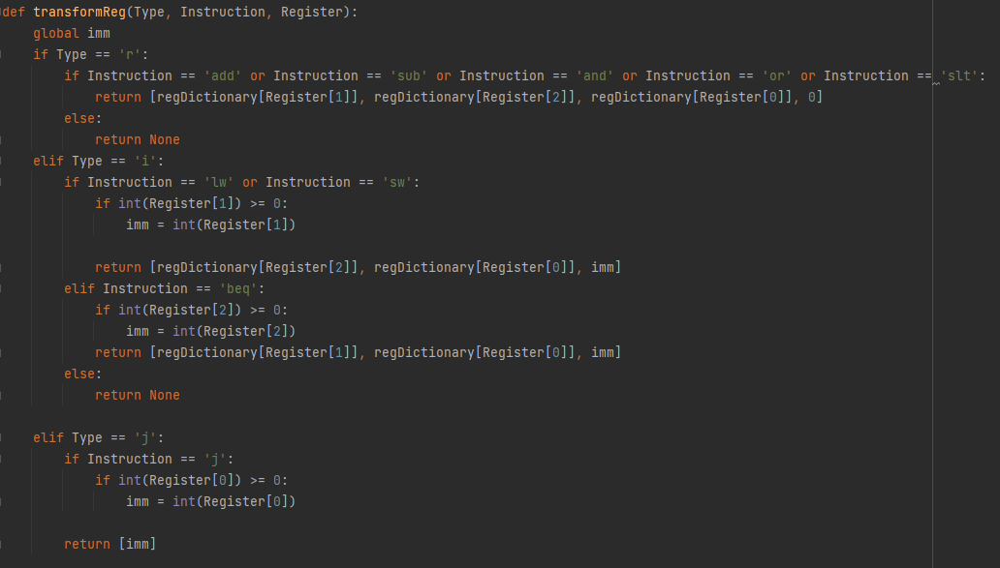 def transformReg(Type, Instruction, Register):
    global imm
    if Type == 'r':
        if Instruction == 'add' or Instruction == 'sub' or Instruction == 'and' or Instruction == 'or' or Instruction == 'slt':
            return [regDictionary[Register[1]], regDictionary[Register[2]], regDictionary[Register[0]], 0]
        else:
            return None
    elif Type == 'i':
        if Instruction == 'lw' or Instruction == 'sw':
            if int(Register[1]) >= 0:
                imm = int(Register[1])

            return [regDictionary[Register[2]], regDictionary[Register[0]], imm]
        elif Instruction == 'beq':
            if int(Register[2]) >= 0:
                imm = int(Register[2])
            return [regDictionary[Register[1]], regDictionary[Register[0]], imm]
        else:
            return None

    elif Type == 'j':
        if Instruction == 'j':
            if int(Register[0]) >= 0:
                imm = int(Register[0])

        return [imm]